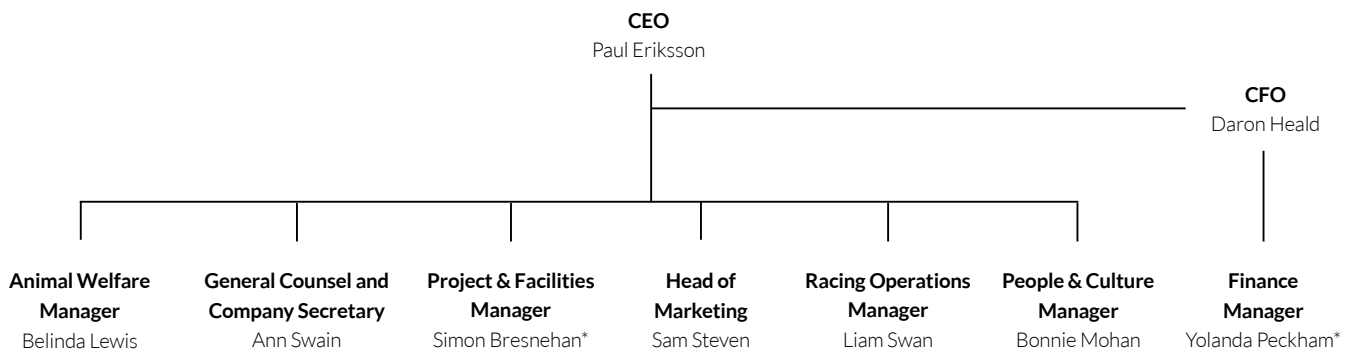 CEO
Paul Eriksson
CFO
Daron Heald
Animal Welfare
Manager
Belinda Lewis
General Counsel and
Company Secretary
Ann Swain
Project & Facilities
Manager
Simon Bresnehan*
Head of
Marketing
Sam Steven
Racing Operations
Manager
Liam Swan
People & Culture
Manager
Bonnie Mohan
Finance
Manager
Yolanda Peckham*